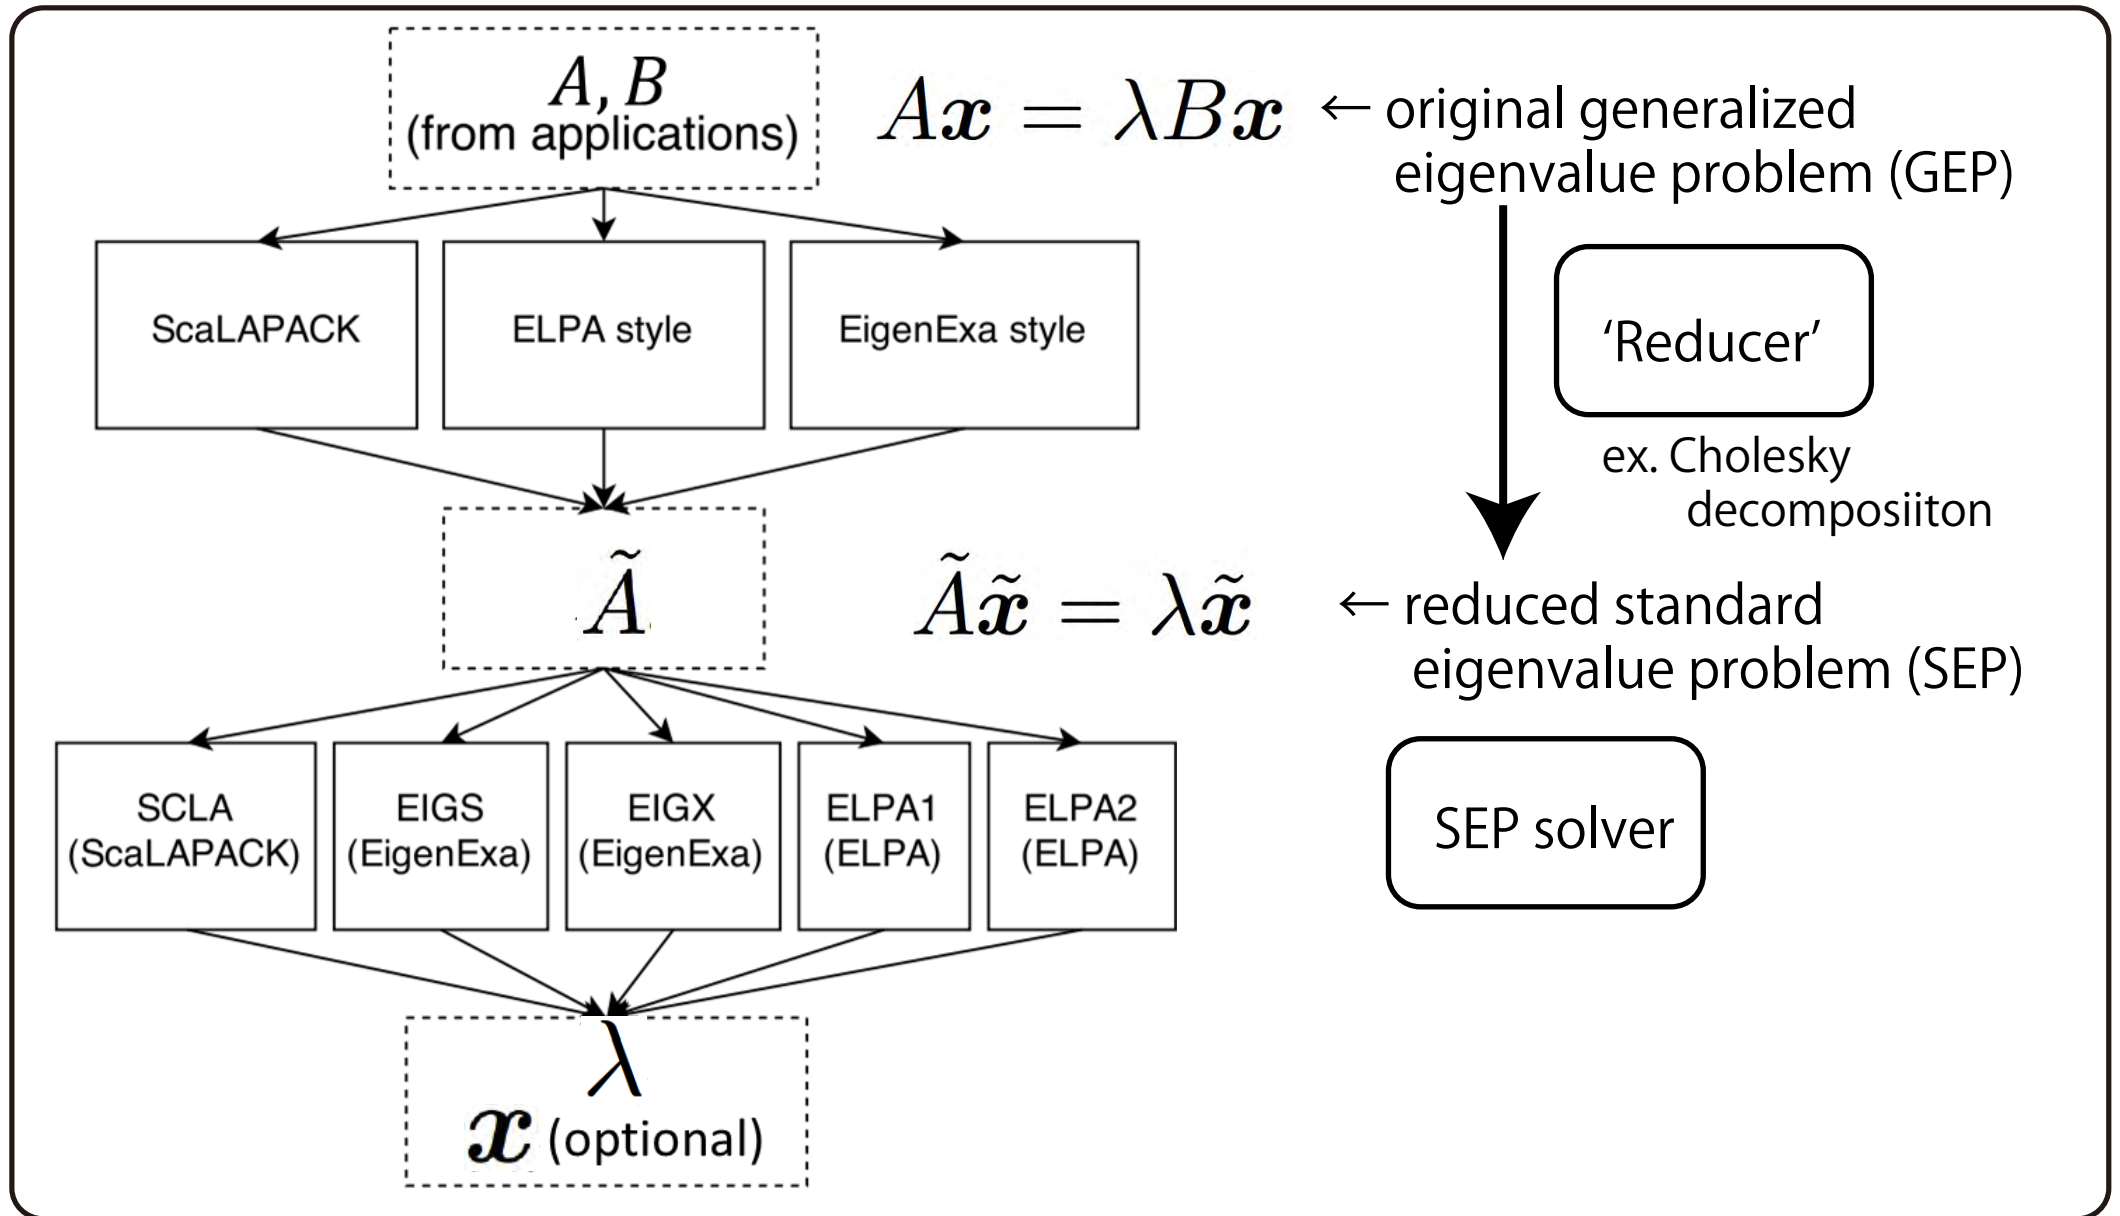 A, B
(from applications)
Ax = λBx
← original generalized
eigenvalue problem (GEP)
ScaLAPACK
ELPA style
EigenExa style
‘Reducer’
ex. Cholesky
decomposiiton
Ã
Ãx̃ = λx̃
← reduced standard
eigenvalue problem (SEP)
SCLA
(ScaLAPACK)
EIGS
(EigenExa)
EIGX
(EigenExa)
ELPA1
(ELPA)
ELPA2
(ELPA)
SEP solver
λ
x (optional)